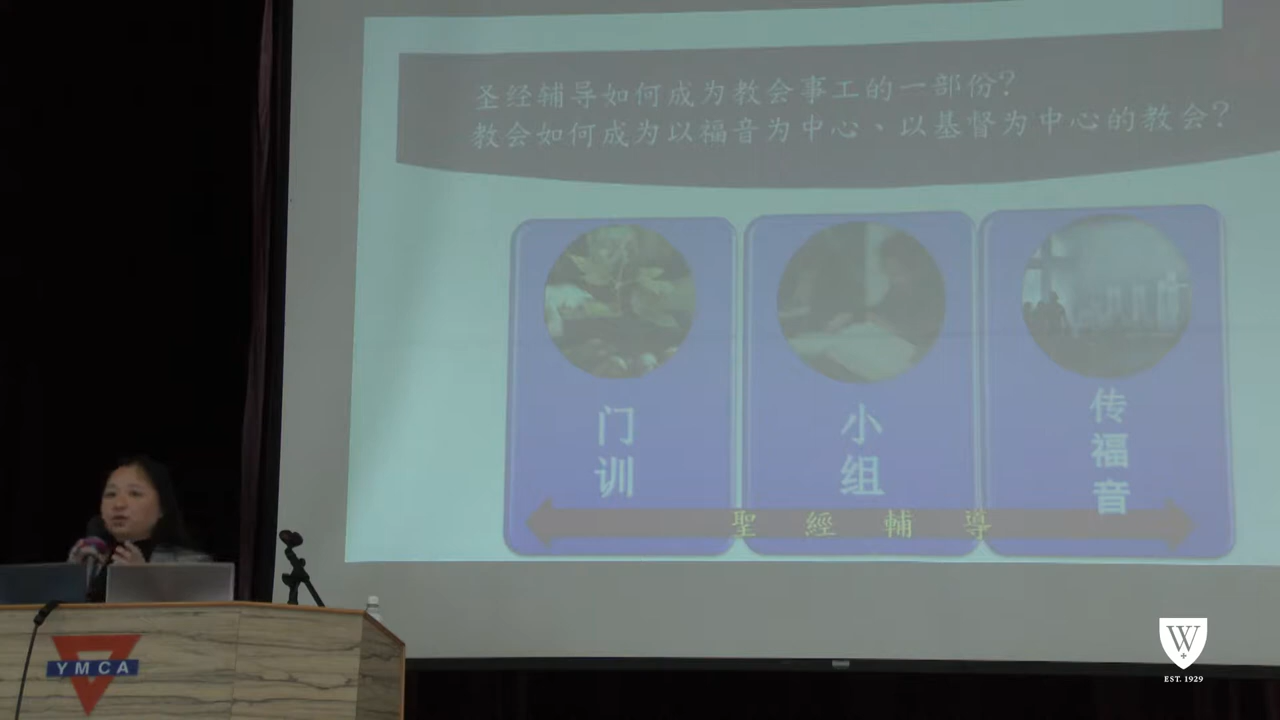 圣经辅导如何成为教会事工的一部份?
教会如何成为以福音为中心、以基督为中心的教会?
门训
小组
传福音
聖經輔導
YMCA
W
EST. 1929